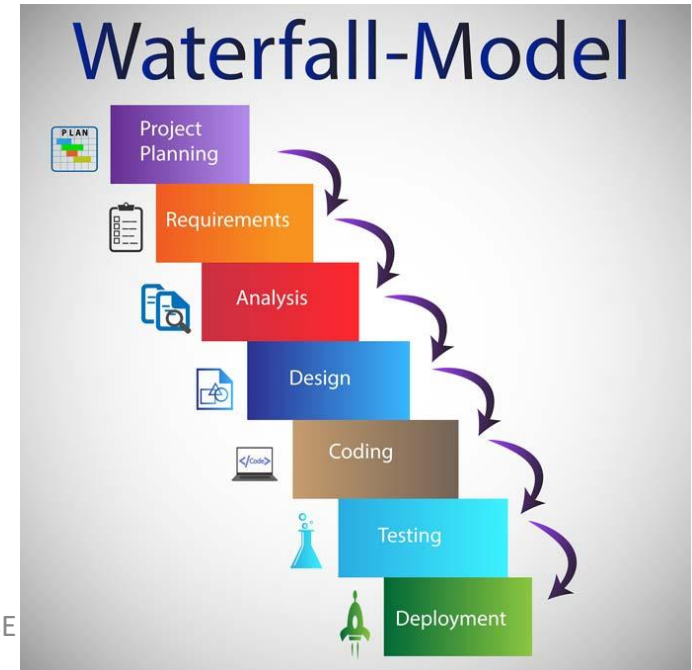 Waterfall-Model
PLAN
Project
Planning
Requirements
Analysis
Design
</Code>
Coding
Testing
Deployment
E